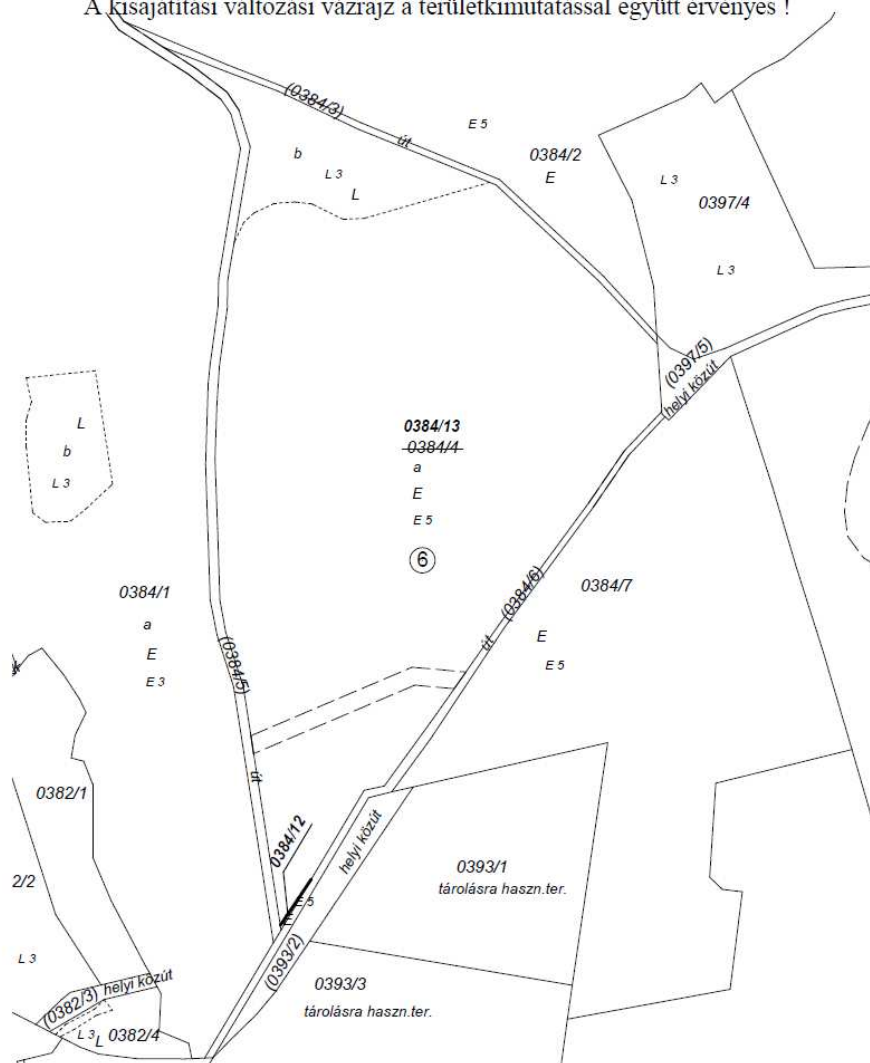 A kisajátítási változási vázrajz a területkimutatással együtt érvényes !
(0384/3)
út
E 5
0384/2
E
b
L 3
L
L 3
0397/4
L 3
(0397/5)
helyi közút
L
b
L 3
0384/13
0384/4
a
E
E 5
6
0384/1
a
E
E 3
(0384/5)
út
(0384/6)
út
0384/7
E
E 5
0382/1
2/2
L 3
0384/12
E 5
E
helyi közút
(0393/2)
0393/1
tárolásra haszn.ter.
0393/3
tárolásra haszn.ter.
(0382/3) helyi közút
L 3
L
0382/4